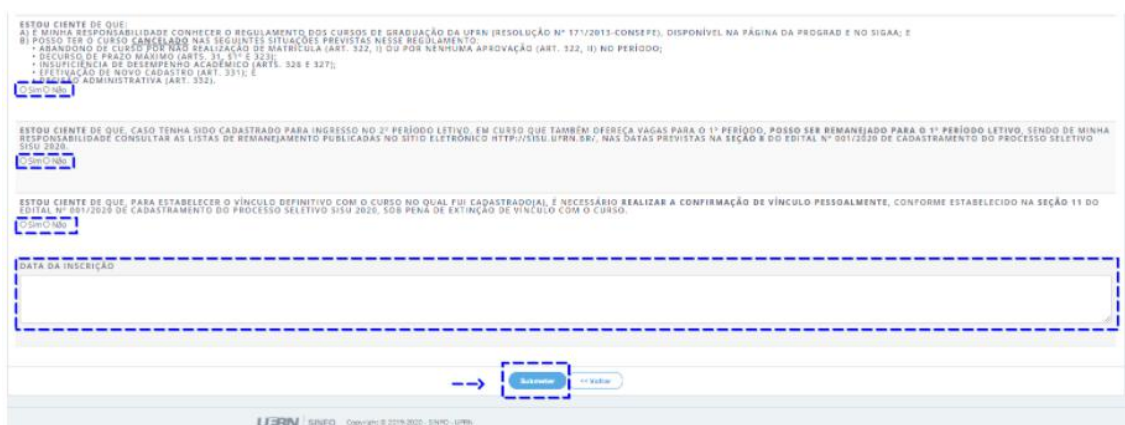 ESTOU CIENTE DE QUE:
A) É MINHA RESPONSABILIDADE CONHECER O REGULAMENTO DOS CURSOS DE GRADUAÇÃO DA UFRN (RESOLUÇÃO Nº 171/2013-CONSEPE), DISPONÍVEL NA PÁGINA DA PROGRAD E NO SIGAA; E
B) POSSO TER O CURSO CANCELADO NAS SEGUINTES SITUAÇÕES PREVISTAS NESSE REGULAMENTO:
• ABANDONO DE CURSO POR NÃO REALIZAÇÃO DE MATRÍCULA (ART. 322, I) OU POR NENHUMA APROVAÇÃO (ART. 322, II) NO PERÍODO;
• DECURSO DE PRAZO MÁXIMO (ARTS. 31, §1º E 323);
• INSUFICIÊNCIA DE DESEMPENHO ACADÊMICO (ARTS. 326 E 327);
• EFETIVAÇÃO DE NOVO CADASTRO (ART. 331); E
• DECISÃO ADMINISTRATIVA (ART. 332).
Sim Não
ESTOU CIENTE DE QUE, CASO TENHA SIDO CADASTRADO PARA INGRESSO NO 2º PERÍODO LETIVO, EM CURSO QUE TAMBÉM OFEREÇA VAGAS PARA O 1º PERÍODO, POSSO SER REMANEJADO PARA O 1º PERÍODO LETIVO, SENDO DE MINHA
RESPONSABILIDADE CONSULTAR AS LISTAS DE REMANEJAMENTO PUBLICADAS NO SÍTIO ELETRÔNICO HTTP://SISU.UFRN.BR/, NAS DATAS PREVISTAS NA SEÇÃO 8 DO EDITAL Nº 001/2020 DE CADASTRAMENTO DO PROCESSO SELETIVO
SISU 2020.
Sim Não
ESTOU CIENTE DE QUE, PARA ESTABELECER O VÍNCULO DEFINITIVO COM O CURSO NO QUAL FUI CADASTRADO(A), É NECESSÁRIO REALIZAR A CONFIRMAÇÃO DE VÍNCULO PESSOALMENTE, CONFORME ESTABELECIDO NA SEÇÃO 11 DO
EDITAL Nº 001/2020 DE CADASTRAMENTO DO PROCESSO SELETIVO SISU 2020, SOB PENA DE EXTINÇÃO DE VÍNCULO COM O CURSO.
Sim Não
DATA DA INSCRIÇÃO
Submeter << Voltar
UFRN SINFO Copyright © 2019-2020 - SINFO - UFRN